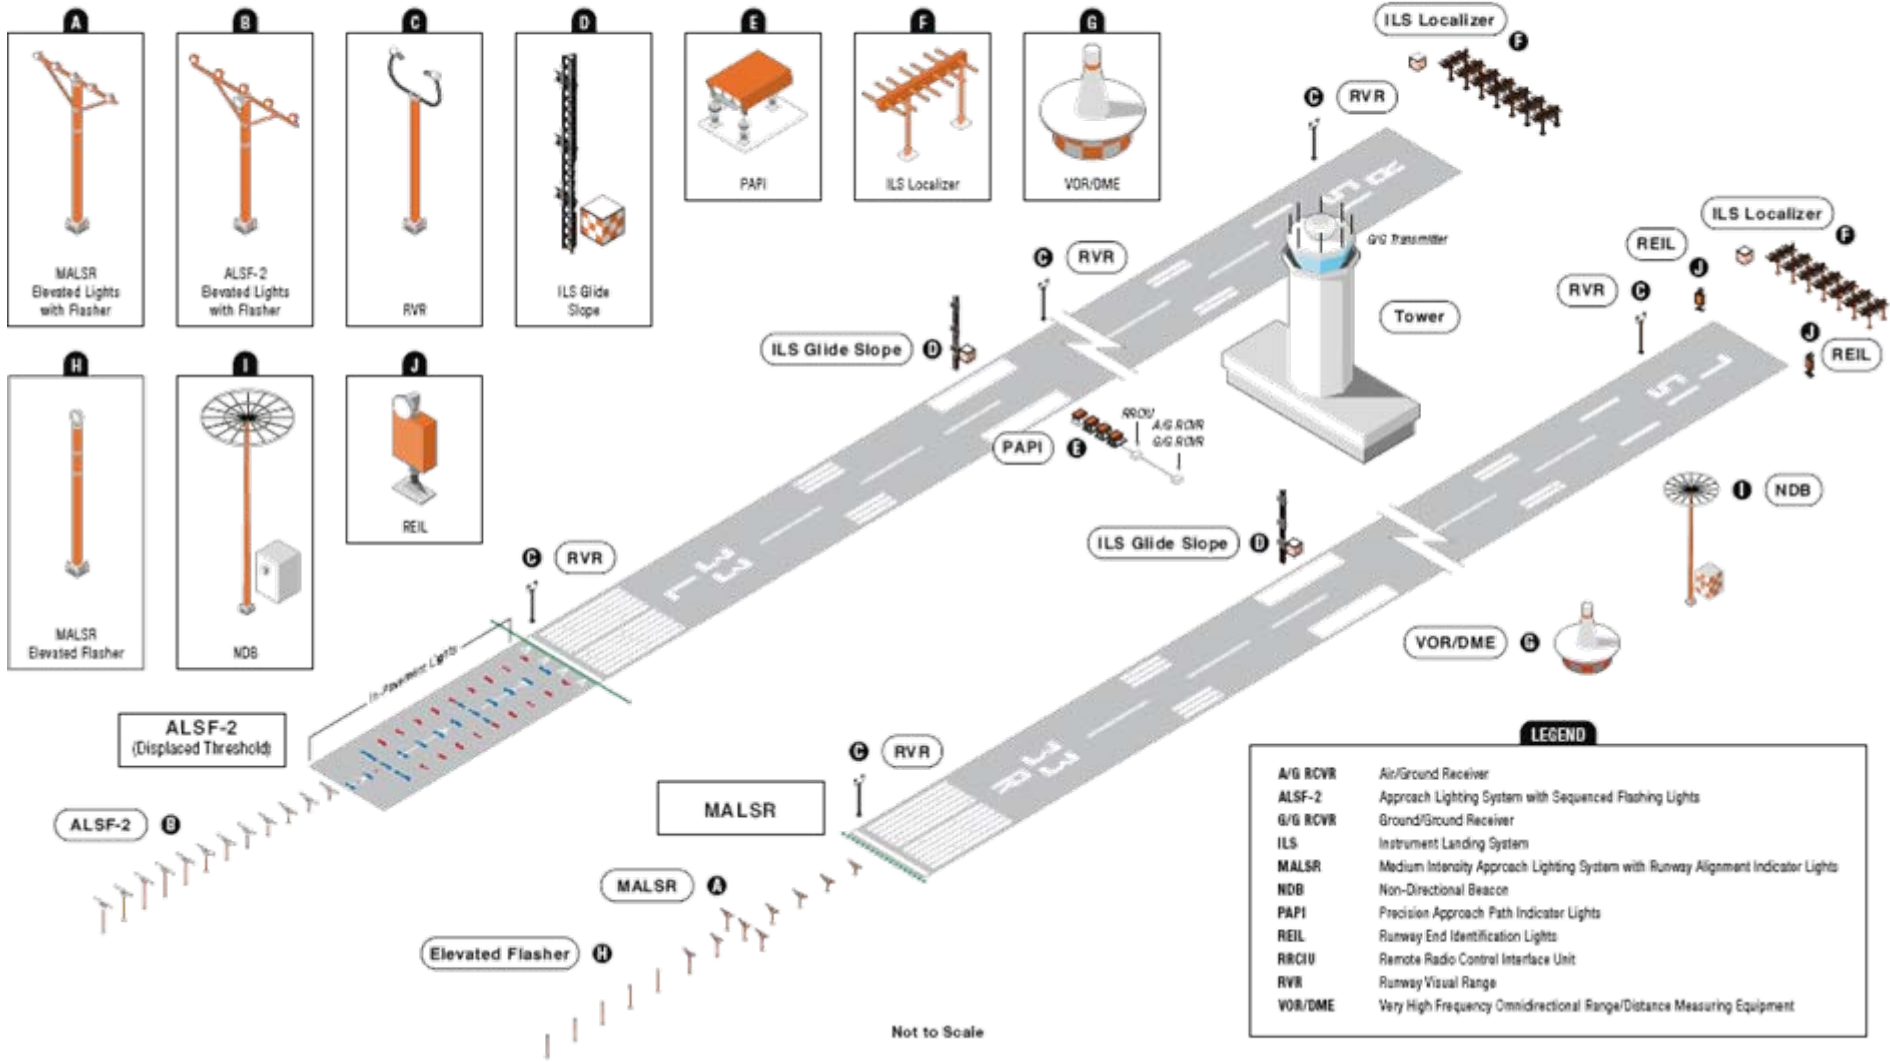 A
MALSR
Elevated Lights
with Flasher
B
ALSF-2
Elevated Lights
with Flasher
C
RVR
D
ILS Glide
Slope
E
PAPI
F
ILS Localizer
G
VOR/DME
H
MALSR
Elevated Flasher
I
NDB
J
REIL
ILS Localizer
F
C RVR
5 R
G/G Transmitter
ILS Localizer
F
REIL
J
RVR C
J
REIL
C RVR
Tower
ILS Glide Slope D
RRCIU
A/G RCVR
G/G RCVR
PAPI E
5 L
I NDB
ILS Glide Slope D
VOR/DME G
C RVR
33
L
In-Pavement Lights
ALSF-2
(Displaced Threshold)
ALSF-2 B
C RVR
33
R
MALSR
MALSR A
Elevated Flasher H
Not to Scale
LEGEND
A/G RCVR Air/Ground Receiver
ALSF-2 Approach Lighting System with Sequenced Flashing Lights
G/G RCVR Ground/Ground Receiver
ILS Instrument Landing System
MALSR Medium Intensity Approach Lighting System with Runway Alignment Indicator Lights
NDB Non-Directional Beacon
PAPI Precision Approach Path Indicator Lights
REIL Runway End Identification Lights
RRCIU Remote Radio Control Interface Unit
RVR Runway Visual Range
VOR/DME Very High Frequency Omnidirectional Range/Distance Measuring Equipment